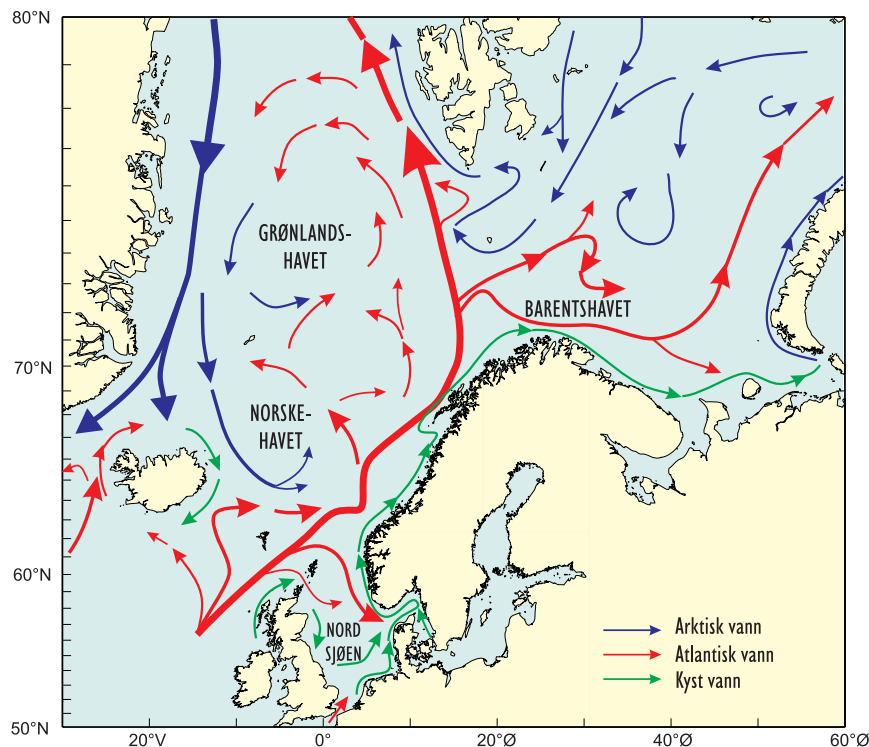 80°N
GRØNLANDS-
HAVET
BARENTSHAVET
70°N
NORSKE-
HAVET
60°N
NORD
SJØEN
Arktisk vann
Atlantisk vann
Kyst vann
50°N
20°V
0°
20°Ø
40°Ø
60°Ø